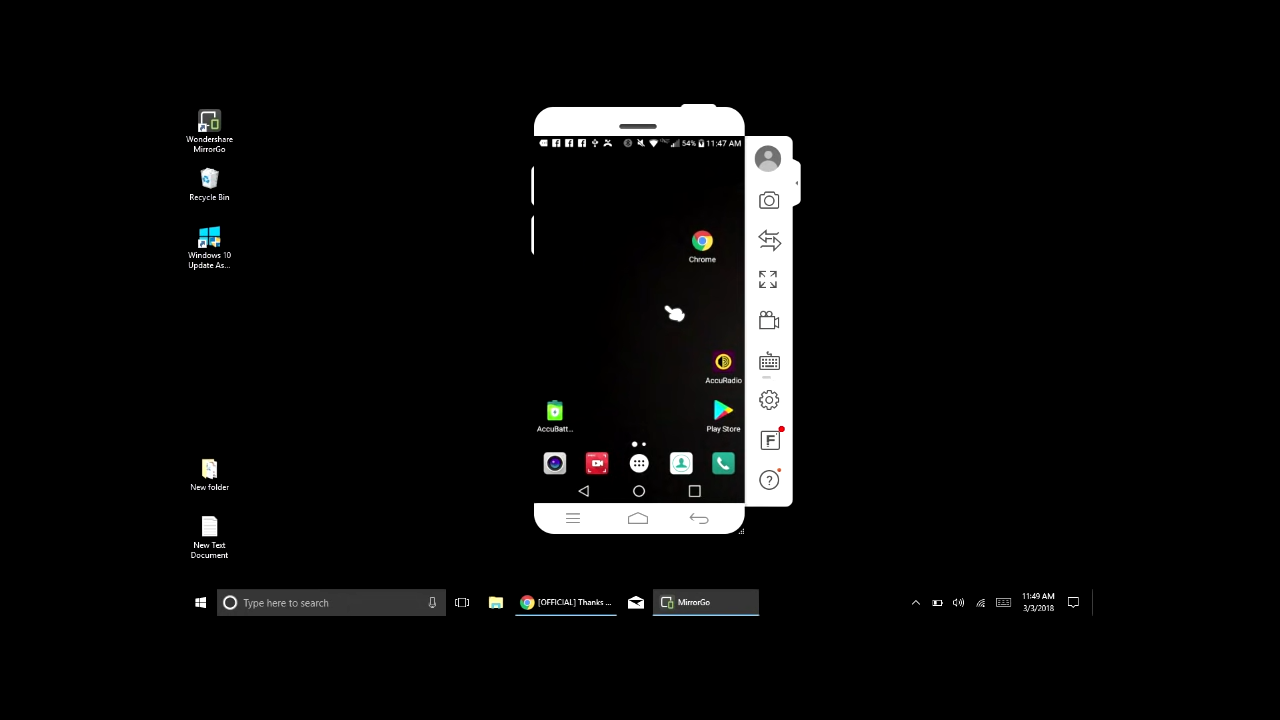 Wondershare
MirrorGo
Recycle Bin
Windows 10
Update As...
New folder
New Text
Document
54% 11:47 AM
Chrome
AccuRadio
AccuBatt...
Play Store
F
?
Type here to search
[OFFICIAL] Thanks ...
MirrorGo
11:49 AM
3/3/2018